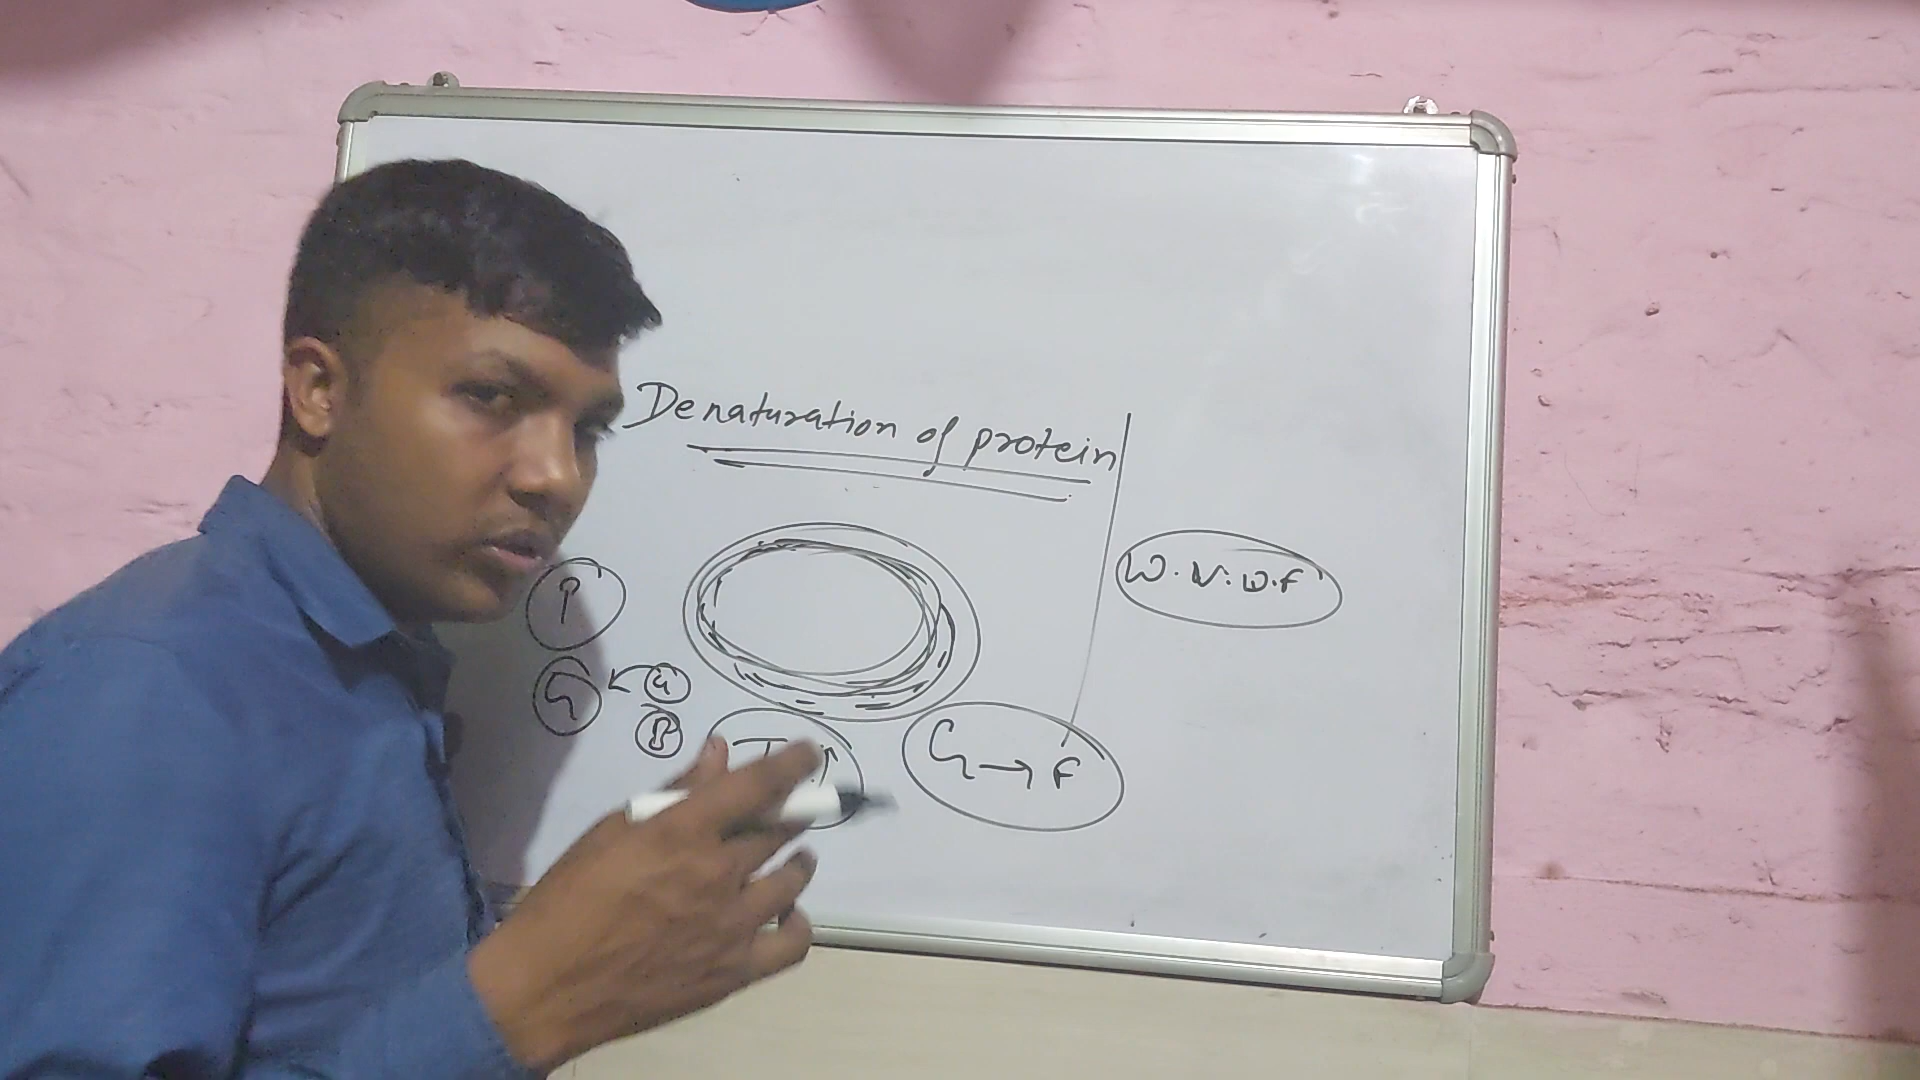 Denaturation of protein
W.N.W.F
P
G
G
B
T ↑
G → F